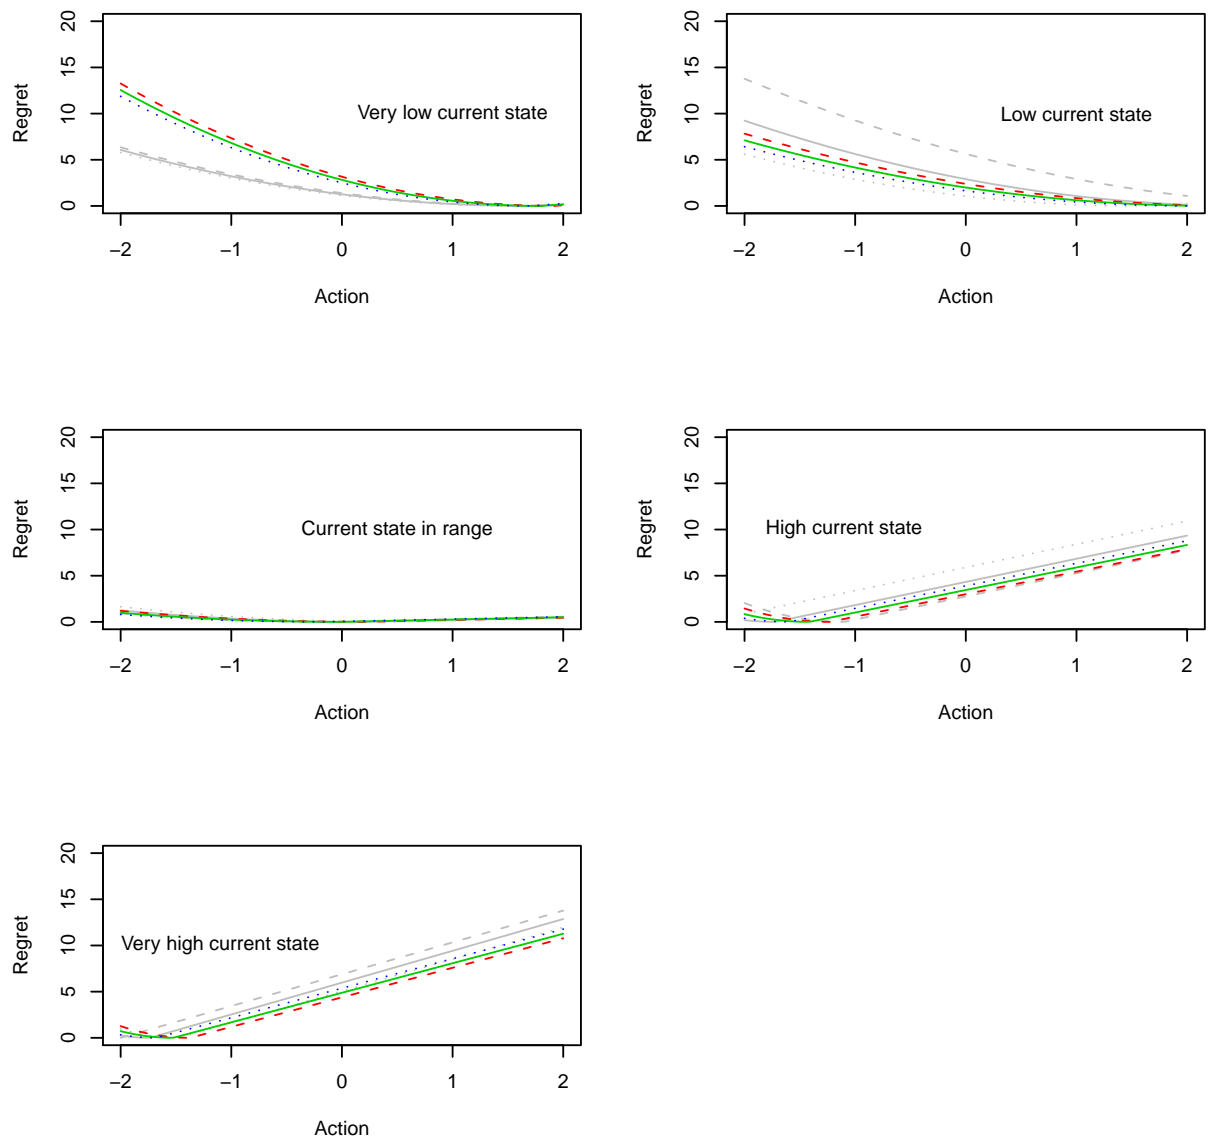 20
15
10
5
0
Regret
Very low current state
−2 −1 0 1 2
Action
20
15
10
5
0
Regret
Low current state
−2 −1 0 1 2
Action
20
15
10
5
0
Regret
Current state in range
−2 −1 0 1 2
Action
20
15
10
5
0
Regret
High current state
−2 −1 0 1 2
Action
20
15
10
5
0
Regret
Very high current state
−2 −1 0 1 2
Action